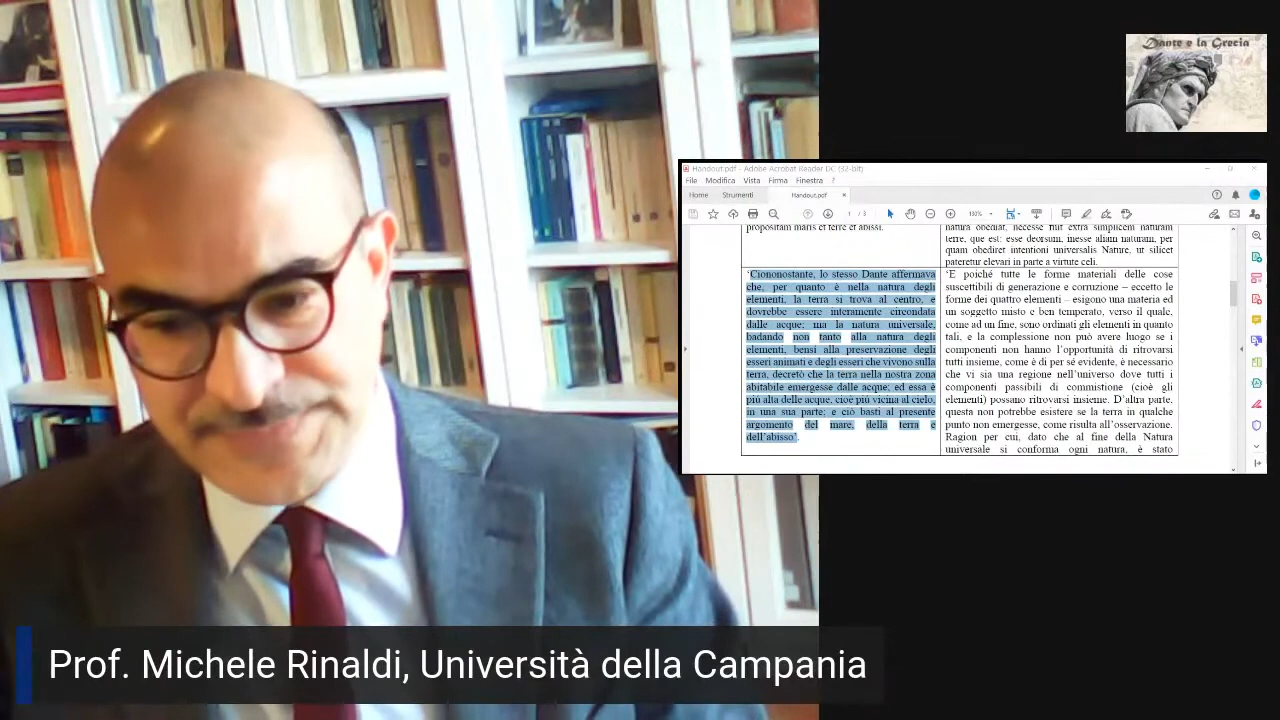 Dante e la Grecia
Handout.pdf - Adobe Acrobat Reader DC (32-bit)
File Modifica Vista Firma Finestra ?
Home Strumenti Handout.pdf ×
1 / 3 130%
propositam maris et terre et abissi.
natura obediat, necesse fuit extra simplicem naturam
terre, que est: esse deorsum, inesse aliam naturam, per
quam obediret intentioni universalis Nature, ut silicet
pateretur elevari in parte a virtute celi.
‘Ciononostante, lo stesso Dante affermava
che, per quanto è nella natura degli
elementi, la terra si trova al centro, e
dovrebbe essere interamente circondata
dalle acque; ma la natura universale,
badando non tanto alla natura degli
elementi, bensì alla preservazione degli
esseri animati e degli esseri che vivono sulla
terra, decretò che la terra nella nostra zona
abitabile emergesse dalle acque; ed essa è
più alta delle acque, cioè più vicina al cielo,
in una sua parte; e ciò basti al presente
argomento del mare, della terra e
dell’abisso’.
‘E poiché tutte le forme materiali delle cose
suscettibili di generazione e corruzione – eccetto le
forme dei quattro elementi – esigono una materia ed
un soggetto misto e ben temperato, verso il quale,
come ad un fine, sono ordinati gli elementi in quanto
tali, e la complessione non può avere luogo se i
componenti non hanno l’opportunità di ritrovarsi
tutti insieme, come è di per sé evidente, è necessario
che vi sia una regione nell’universo dove tutti i
componenti passibili di commistione (cioè gli
elementi) possano ritrovarsi insieme. D’altra parte,
questa non potrebbe esistere se la terra in qualche
punto non emergesse, come risulta all’osservazione.
Ragion per cui, dato che al fine della Natura
universale si conforma ogni natura, è stato
Prof. Michele Rinaldi, Università della Campania